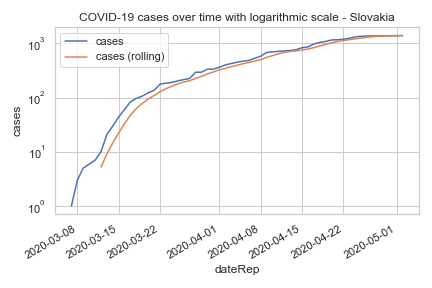 COVID-19 cases over time with logarithmic scale - Slovakia
cases
cases (rolling)
10³
10²
10¹
10⁰
cases
2020-03-08
2020-03-15
2020-03-22
2020-04-01
2020-04-08
2020-04-15
2020-04-22
2020-05-01
dateRep